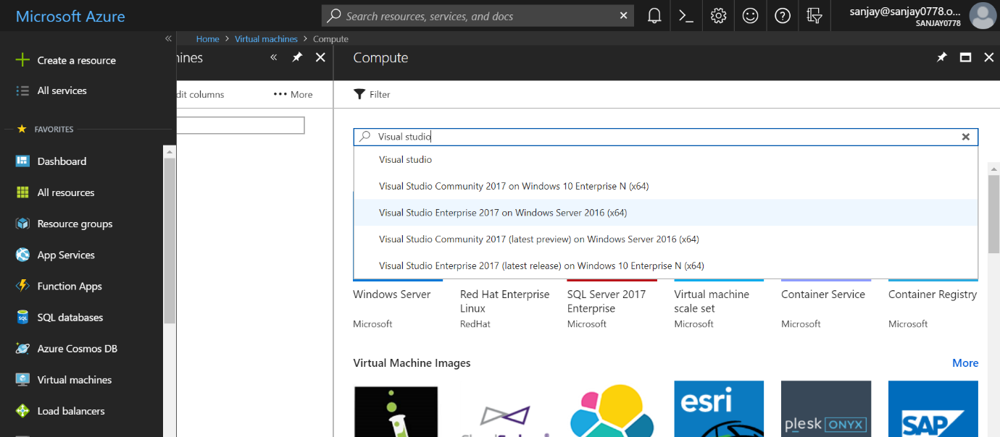 Microsoft Azure
Search resources, services, and docs
sanjay@sanjay0778.o...
SANJAY0778
Home > Virtual machines > Compute
Create a resource
All services
FAVORITES
Dashboard
All resources
Resource groups
App Services
Function Apps
SQL databases
Azure Cosmos DB
Virtual machines
Load balancers
ines
dit columns
More
Compute
Filter
Visual studio
Visual studio
Visual Studio Community 2017 on Windows 10 Enterprise N (x64)
Visual Studio Enterprise 2017 on Windows Server 2016 (x64)
Visual Studio Community 2017 (latest preview) on Windows Server 2016 (x64)
Visual Studio Enterprise 2017 (latest release) on Windows 10 Enterprise N (x64)
Windows Server
Microsoft
Red Hat Enterprise
Linux
RedHat
SQL Server 2017
Enterprise
Microsoft
Virtual machine
scale set
Microsoft
Container Service
Microsoft
Container Registry
Microsoft
Virtual Machine Images
More
esri
plesk ONYX
SAP